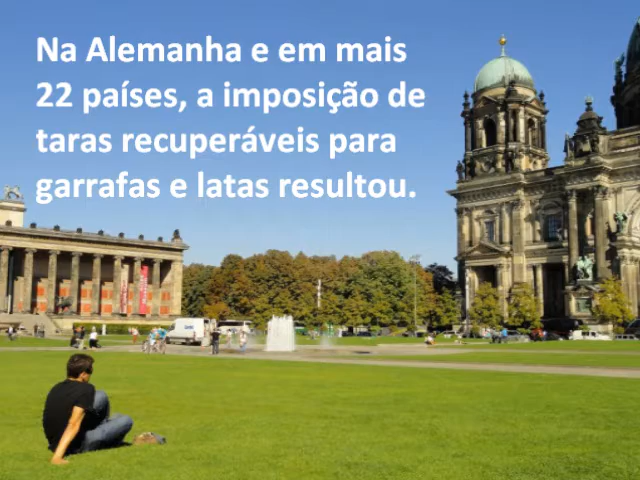 Na Alemanha e em mais
22 países, a imposição de
taras recuperáveis para
garrafas e latas resultou.